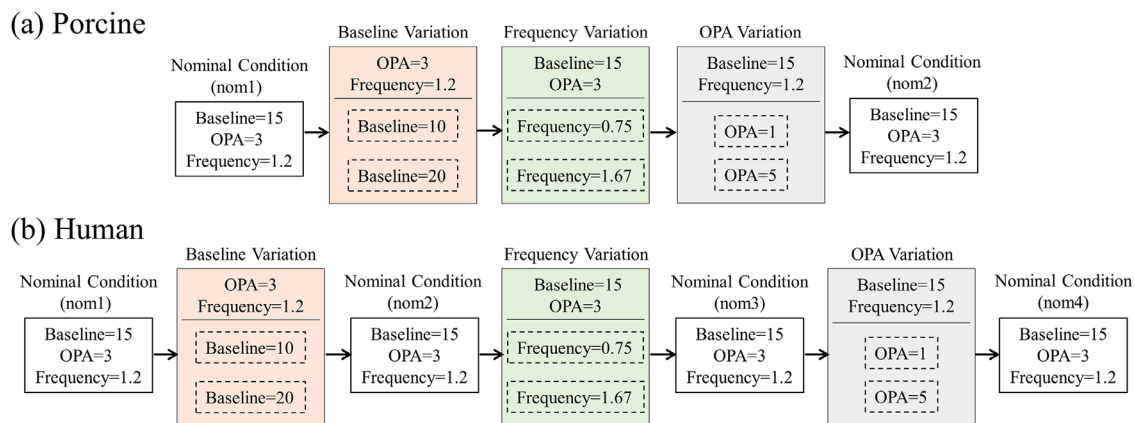 (a) Porcine
Nominal Condition
(nom1)
Baseline=15
OPA=3
Frequency=1.2
Baseline Variation
OPA=3
Frequency=1.2
Baseline=10
Baseline=20
Frequency Variation
Baseline=15
OPA=3
Frequency=0.75
Frequency=1.67
OPA Variation
Baseline=15
Frequency=1.2
OPA=1
OPA=5
Nominal Condition
(nom2)
Baseline=15
OPA=3
Frequency=1.2
(b) Human
Nominal Condition
(nom1)
Baseline=15
OPA=3
Frequency=1.2
Baseline Variation
OPA=3
Frequency=1.2
Baseline=10
Baseline=20
Nominal Condition
(nom2)
Baseline=15
OPA=3
Frequency=1.2
Frequency Variation
Baseline=15
OPA=3
Frequency=0.75
Frequency=1.67
Nominal Condition
(nom3)
Baseline=15
OPA=3
Frequency=1.2
OPA Variation
Baseline=15
Frequency=1.2
OPA=1
OPA=5
Nominal Condition
(nom4)
Baseline=15
OPA=3
Frequency=1.2